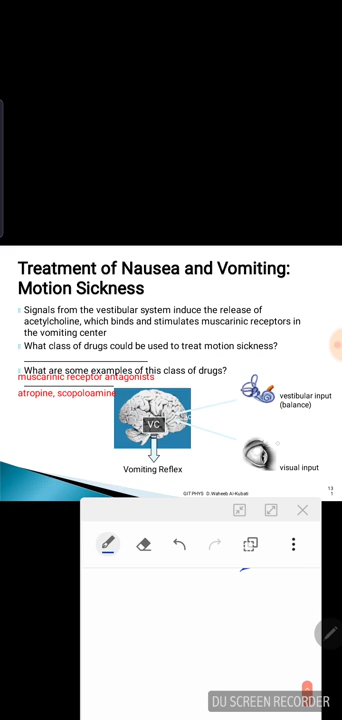 Treatment of Nausea and Vomiting:
Motion Sickness
Signals from the vestibular system induce the release of
acetylcholine, which binds and stimulates muscarinic receptors in
the vomiting center
What class of drugs could be used to treat motion sickness?
What are some examples of this class of drugs?
muscarinic receptor antagonists
atropine, scopoloamine
VC
vestibular input
(balance)
Vomiting Reflex
visual input
GIT PHYS D.Waheeb Al-Kubati
13
1
DU SCREEN RECORDER